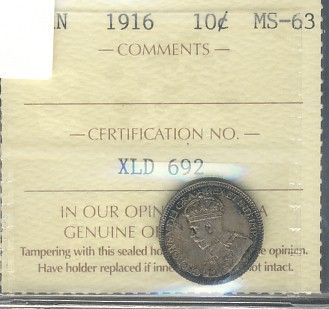 N 1916 10¢ MS-63
COMMENTS
CERTIFICATION NO.
XLD 692
IN OUR OPIN A
GENUINE O
Tampering with this sealed ho e opinion.
Have holder replaced if inne not intact.